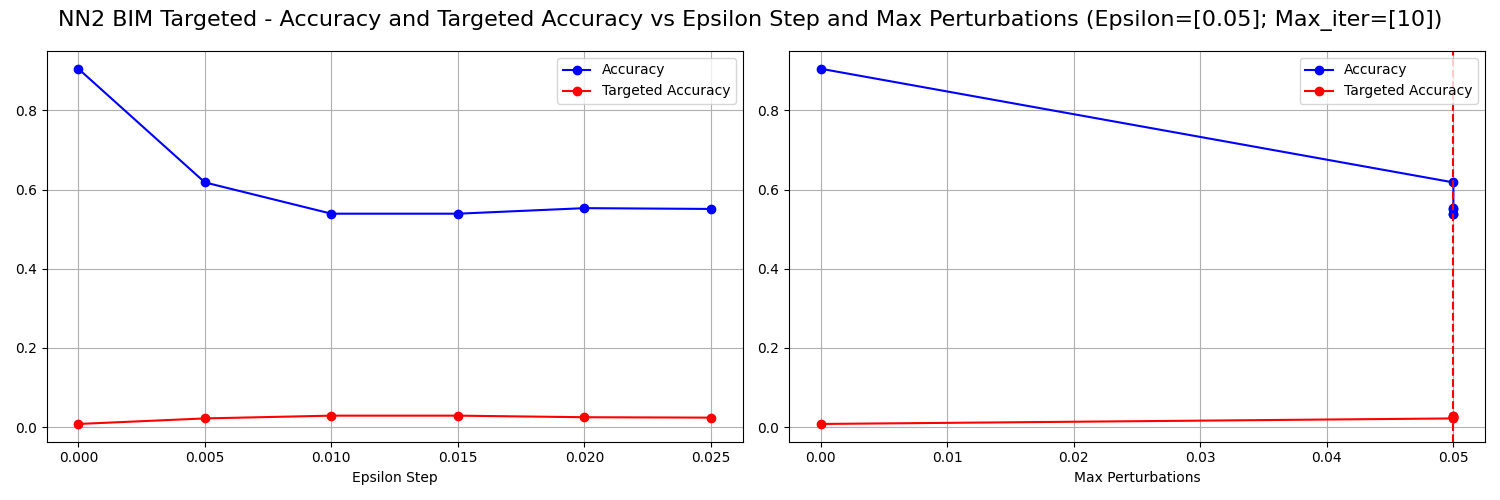 NN2 BIM Targeted - Accuracy and Targeted Accuracy vs Epsilon Step and Max Perturbations (Epsilon=[0.05]; Max_iter=[10])
Accuracy
Targeted Accuracy
0.8
0.6
0.4
0.2
0.0
0.000 0.005 0.010 0.015 0.020 0.025
Epsilon Step
Accuracy
Targeted Accuracy
0.8
0.6
0.4
0.2
0.0
0.00 0.01 0.02 0.03 0.04 0.05
Max Perturbations